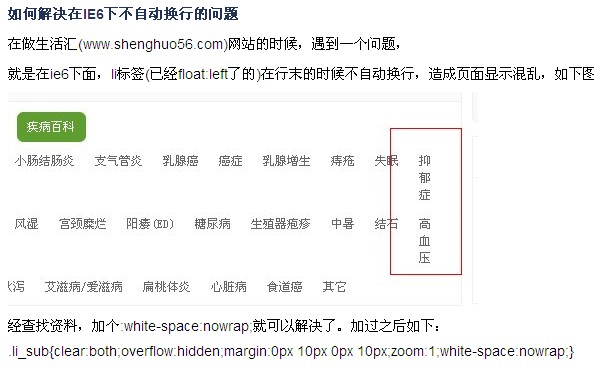 如何解决在IE6下不自动换行的问题
在做生活汇(www.shenghuo56.com)网站的时候，遇到一个问题，
就是在ie6下面，li标签(已经float:left了的)在行末的时候不自动换行，造成页面显示混乱，如下图
疾病百科
小肠结肠炎 支气管炎 乳腺癌 癌症 乳腺增生 痔疮 失眠 抑
郁
症
风湿 宫颈糜烂 阳痿(ED) 糖尿病 生殖器疱疹 中暑 结石 高
血
压
泻 艾滋病/爱滋病 扁桃体炎 心脏病 食道癌 其它
经查找资料，加个:white-space:nowrap;就可以解决了。加过之后如下：
.li_sub{clear:both;overflow:hidden;margin:0px 10px 0px 10px;zoom:1;white-space:nowrap;}